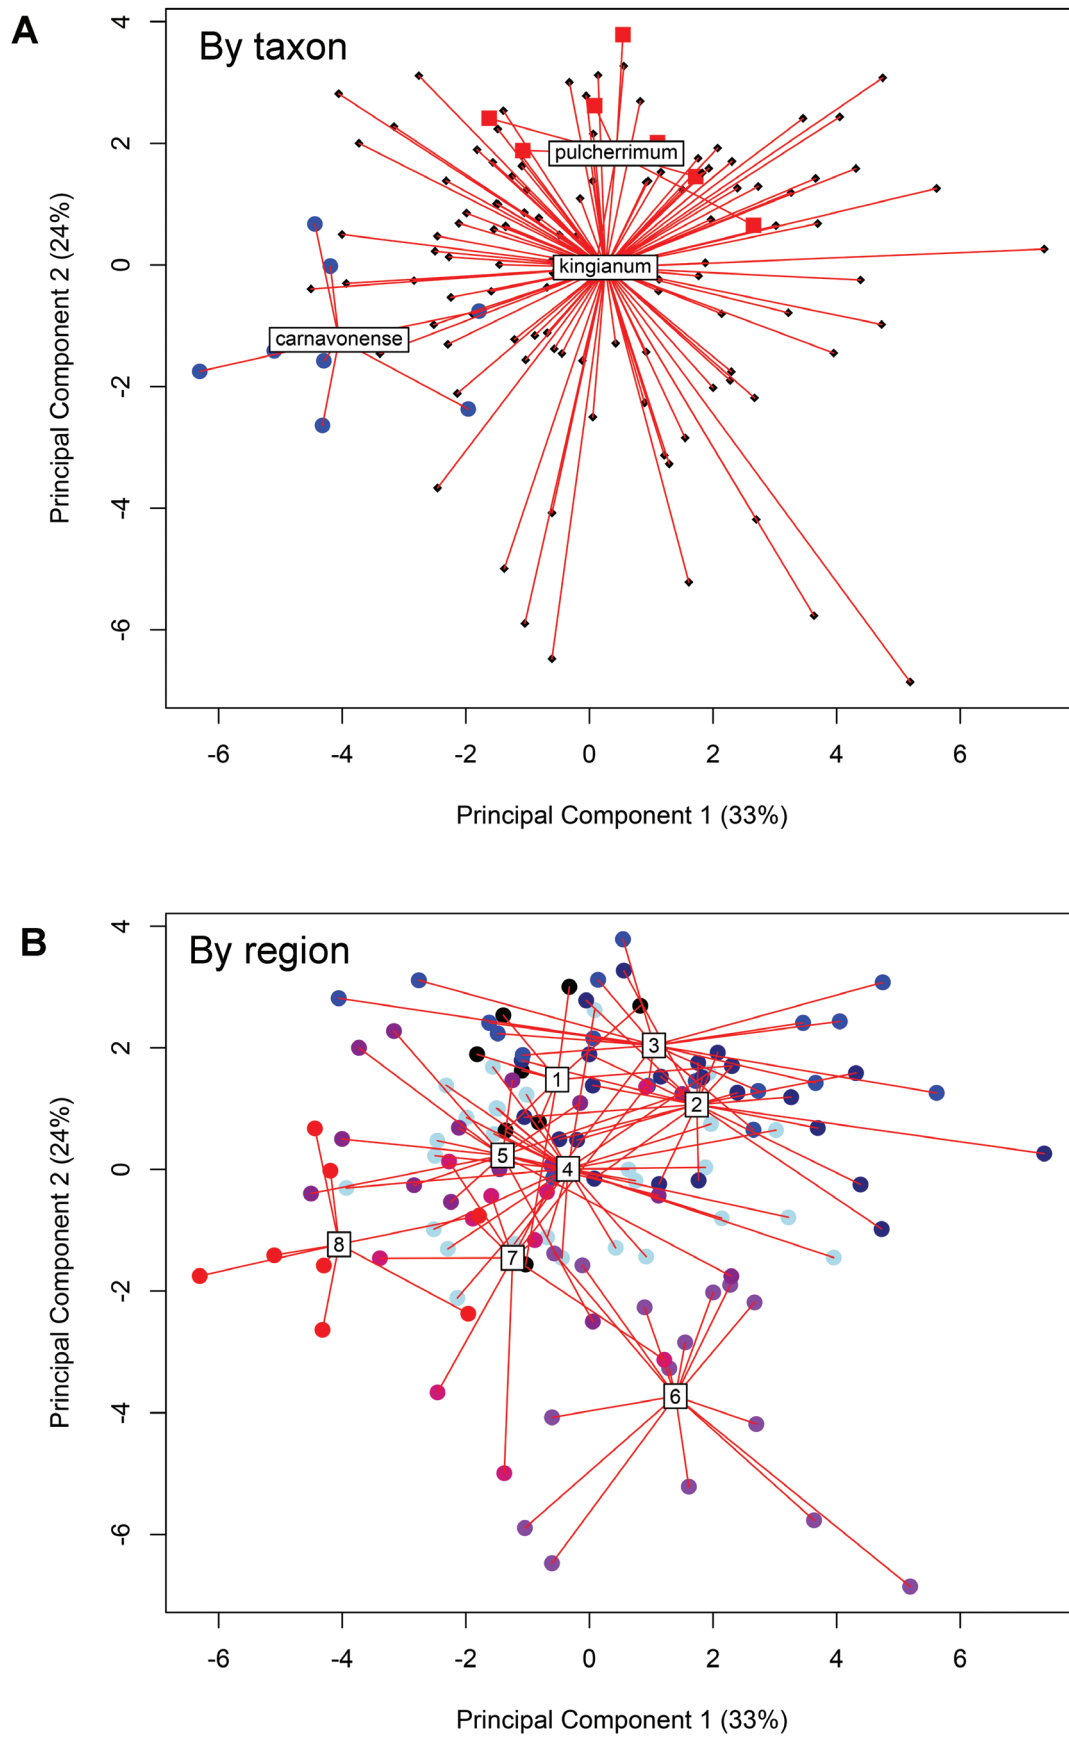 A
By taxon
4
2
0
-2
-4
-6
Principal Component 2 (24%)
pulcherrimum
kingianum
carnavonense
-6 -4 -2 0 2 4 6
Principal Component 1 (33%)
B
By region
4
2
0
-2
-4
-6
Principal Component 2 (24%)
3
1
2
5
4
8
7
6
-6 -4 -2 0 2 4 6
Principal Component 1 (33%)